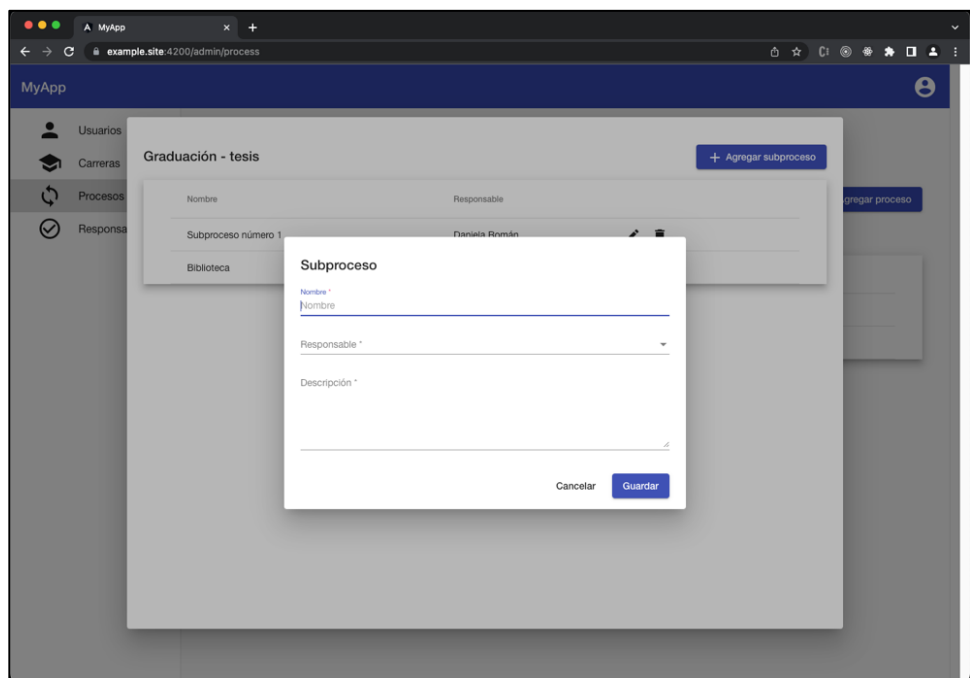 MyApp
example.site:4200/admin/process
MyApp
Usuarios
Carreras
Procesos
Responsa
Graduación - tesis
+ Agregar subproceso
gregar proceso
Nombre Responsable
Subproceso número 1 Daniela Román
Biblioteca
Subproceso
Nombre *
Nombre
Responsable *
Descripción *
Cancelar Guardar